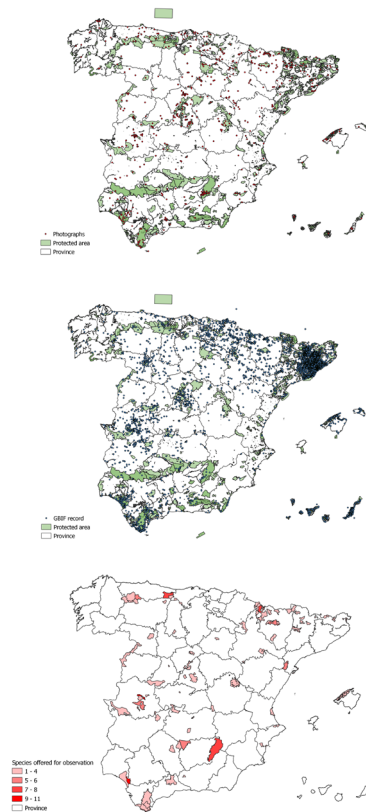 Photographs
Protected area
Province
GBIF record
Protected area
Province
Species offered for observation
1 - 4
5 - 6
7 - 8
9 - 11
Province